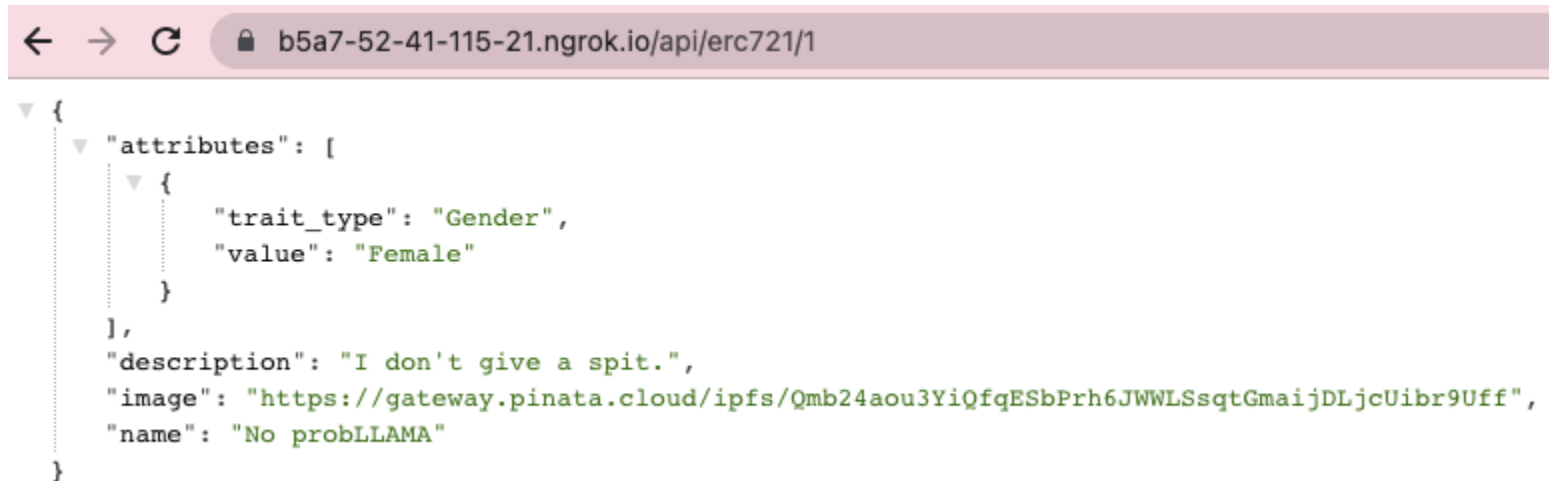 b5a7-52-41-115-21.ngrok.io/api/erc721/1
{
"attributes": [
{
"trait_type": "Gender",
"value": "Female"
}
],
"description": "I don't give a spit.",
"image": "https://gateway.pinata.cloud/ipfs/Qmb24aou3YiQfqESbPrh6JWWLSsqtGmaijDLjcUibr9Uff",
"name": "No probLLAMA"
}